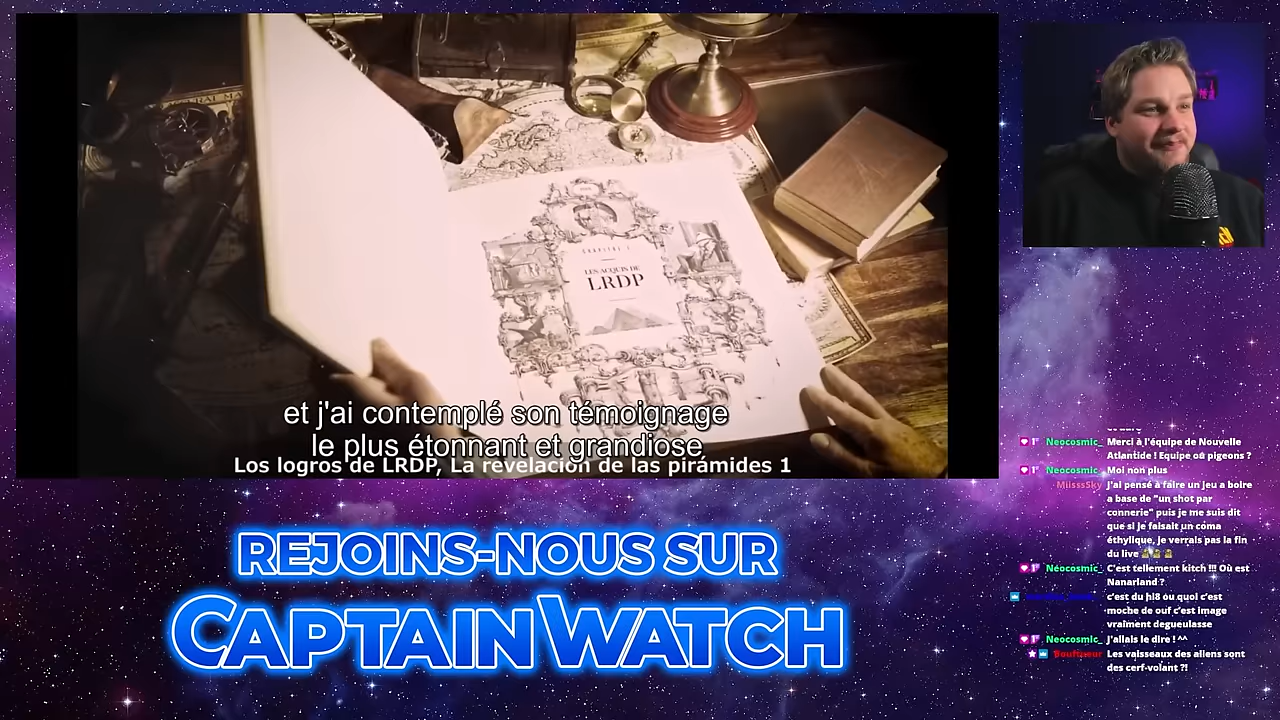 LES ACQUIS DE
LRDP
et j'ai contemplé son témoignage
le plus étonnant et grandiose
Los logros de LRDP, La revelación de las pirámides 1
REJOINS-NOUS SUR
CAPTAINWATCH
Neocosmic_ Merci à l'équipe de Nouvelle
Atlantide ! Equipe où pigeons ?
Neocosmic_ Moi non plus
MilsssSky J'ai pensé à faire un jeu a boire
a base de "un shot par
connerie" puis je me suis dit
que si je faisait un coma
éthylique, je verrais pas la fin
du live
Neocosmic_ C'est tellement kitch !!! Où est
Nanarland ?
c'est du hi8 ou quoi c'est
moche de ouf c'est image
vraiment degueulasse
Neocosmic_ J'allais le dire ! ^^
Les vaisseaux des aliens sont
des cerf-volant ?!